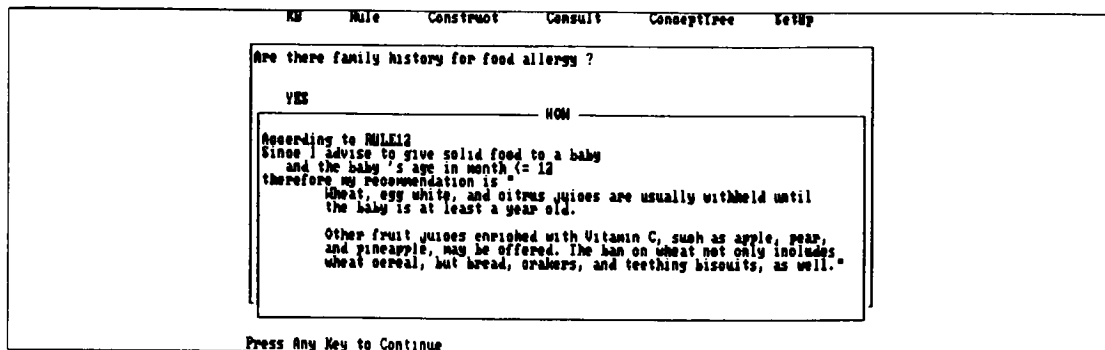 KB Rule Construct Consult ConceptTree SetUp
Are there family history for food allergy ?
YES
HOW
According to RULE12
Since I advise to give solid food to a baby
and the baby 's age in month <= 12
therefore my recommendation is "
Wheat, egg white, and citrus juices are usually withheld until
the baby is at least a year old.
Other fruit juices enriched with Vitamin C, such as apple, pear,
and pineapple, may be offered. The ban on wheat not only includes
wheat cereal, but bread, crakers, and teething biscuits, as well."
Press Any Key to Continue